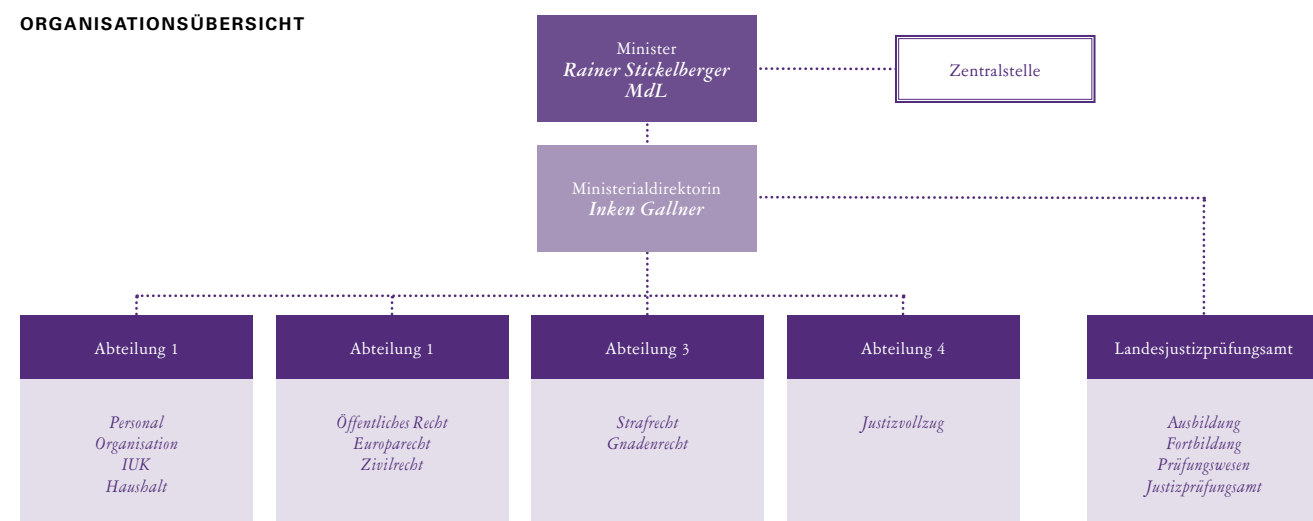 ORGANISATIONSÜBERSICHT
Minister
Rainer Stickelberger
MdL
Zentralstelle
Ministerialdirektorin
Inken Gallner
Abteilung 1
Personal
Organisation
IUK
Haushalt
Abteilung 1
Öffentliches Recht
Europarecht
Zivilrecht
Abteilung 3
Strafrecht
Gnadenrecht
Abteilung 4
Justizvollzug
Landesjustizprüfungsamt
Ausbildung
Fortbildung
Prüfungswesen
Justizprüfungsamt